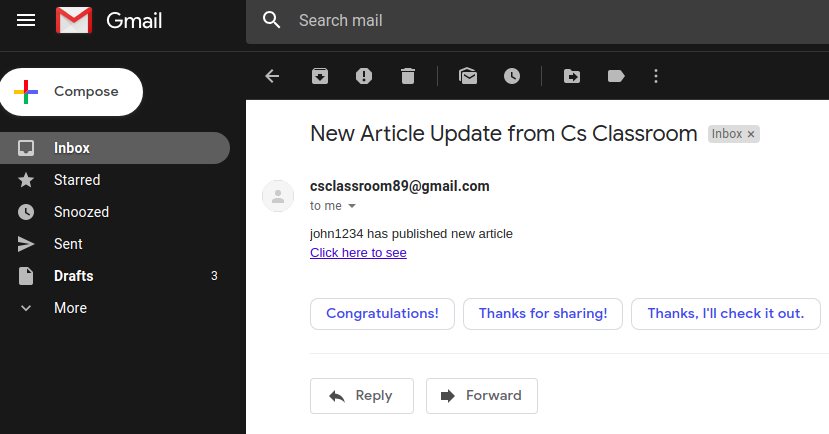 Gmail
Search mail
Compose
Inbox
Starred
Snoozed
Sent
Drafts 3
More
New Article Update from Cs Classroom Inbox ×
csclassroom89@gmail.com
to me
john1234 has published new article
Click here to see
Congratulations! Thanks for sharing! Thanks, I'll check it out.
Reply Forward